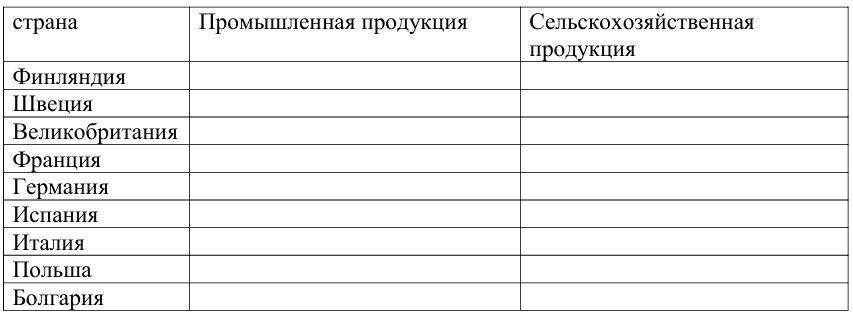 страна Промышленная продукция Сельскохозяйственная
продукция
Финляндия
Швеция
Великобритания
Франция
Германия
Испания
Италия
Польша
Болгария